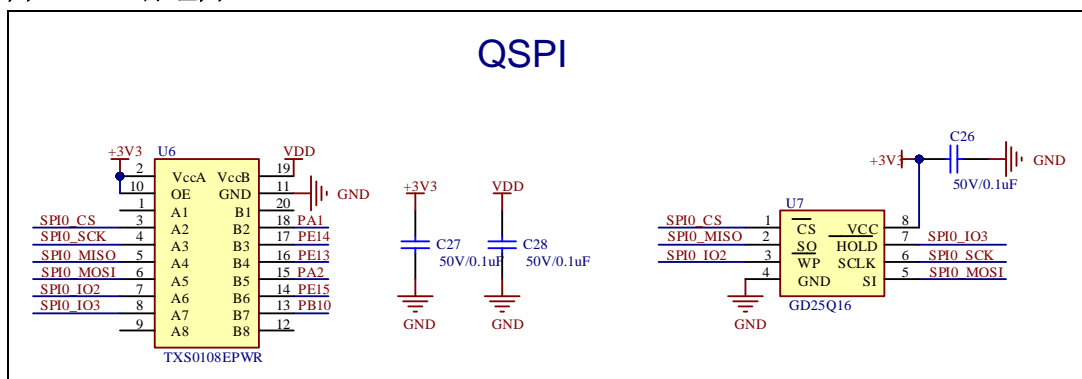 QSPI
+3V3
U6
VDD
2
VccA
VccB
19
10
OE
GND
11
GND
1
A1
B1
20
SPI0_CS
3
A2
B2
18
PA1
SPI0_SCK
4
A3
B3
17
PE14
SPI0_MISO
5
A4
B4
16
PE13
SPI0_MOSI
6
A5
B5
15
PA2
SPI0_IO2
7
A6
B6
14
PE15
SPI0_IO3
8
A7
B7
13
PB10
9
A8
B8
12
TXS0108EPWR
+3V3
C27
50V/0.1uF
GND
VDD
C28
50V/0.1uF
GND
C26
+3V3
GND
50V/0.1uF
U7
SPI0_CS
1
CS
VCC
8
SPI0_MISO
2
SO
HOLD
7
SPI0_IO3
SPI0_IO2
3
WP
SCLK
6
SPI0_SCK
4
GND
SI
5
SPI0_MOSI
GD25Q16
GND